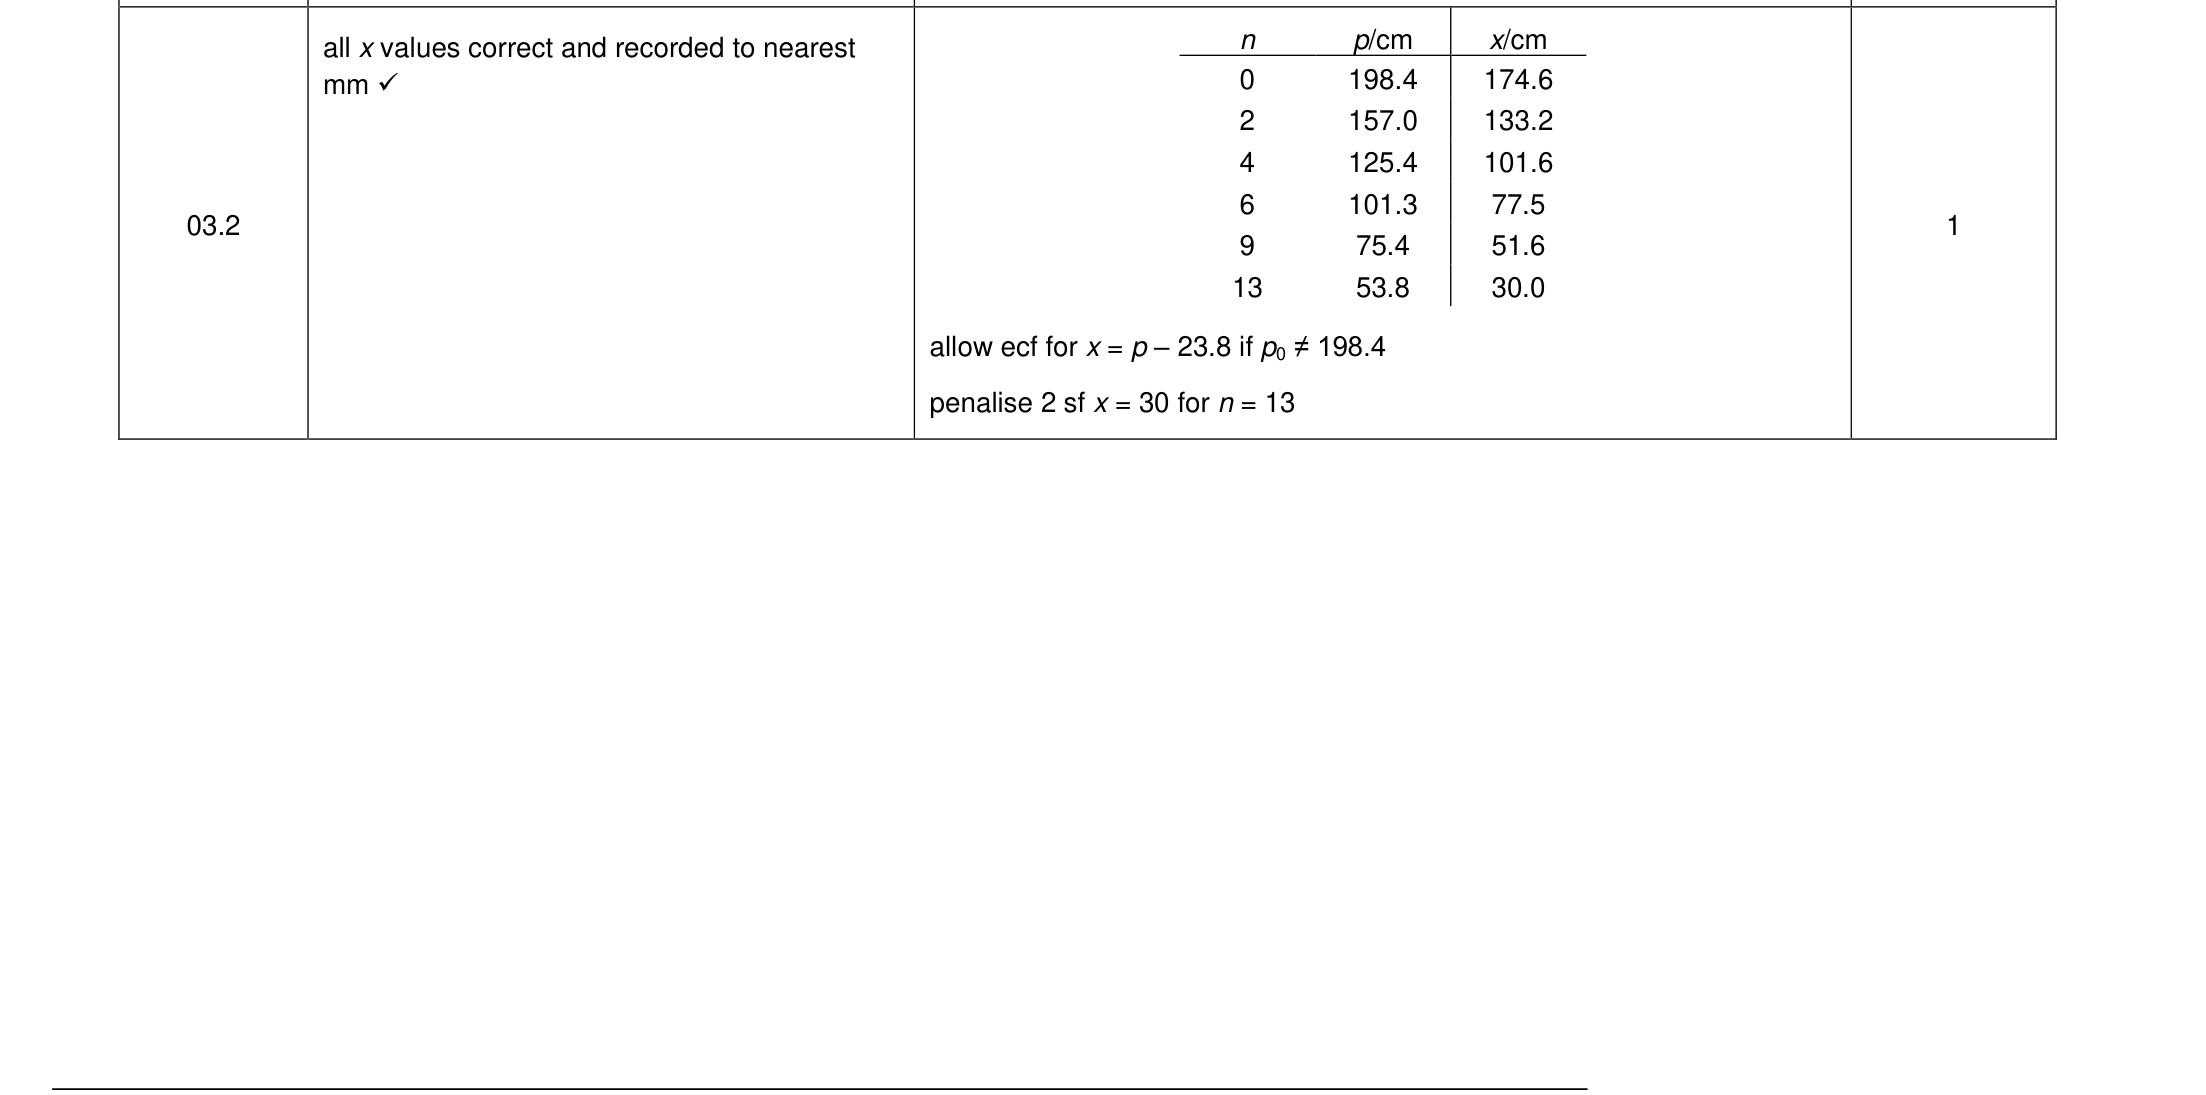 03.2
all x values correct and recorded to nearest
mm ✓
n p/cm x/cm
0 198.4 174.6
2 157.0 133.2
4 125.4 101.6
6 101.3 77.5
9 75.4 51.6
13 53.8 30.0
allow ecf for x = p – 23.8 if p₀ ≠ 198.4
penalise 2 sf x = 30 for n = 13
1